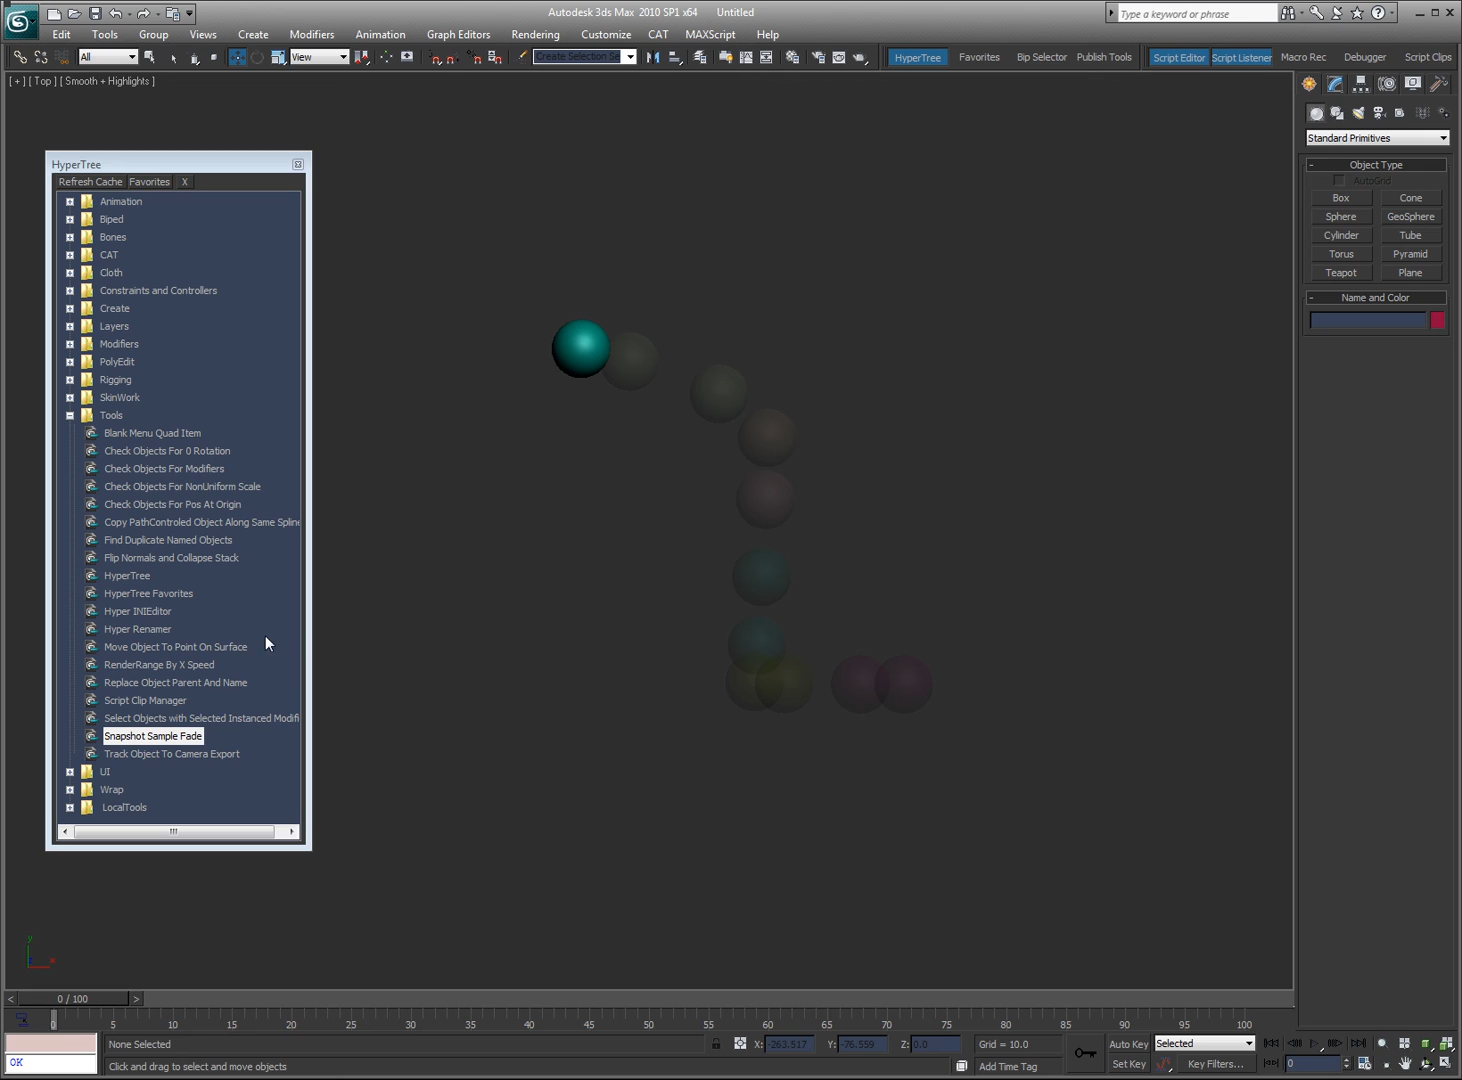 Autodesk 3ds Max 2010 SP1 x64 Untitled
Type a keyword or phrase
Edit Tools Group Views Create Modifiers Animation Graph Editors Rendering Customize CAT MAXScript Help
All View Create Selection Se HyperTree Favorites Bip Selector Publish Tools Script Editor Script Listener Macro Rec Debugger Script Clips
[ + ] [ Top ] [ Smooth + Highlights ]
HyperTree
Refresh Cache Favorites X
Animation
Biped
Bones
CAT
Cloth
Constraints and Controllers
Create
Layers
Modifiers
PolyEdit
Rigging
SkinWork
Tools
Blank Menu Quad Item
Check Objects For 0 Rotation
Check Objects For Modifiers
Check Objects For NonUniform Scale
Check Objects For Pos At Origin
Copy PathControled Object Along Same Spline
Find Duplicate Named Objects
Flip Normals and Collapse Stack
HyperTree
HyperTree Favorites
Hyper INIEditor
Hyper Renamer
Move Object To Point On Surface
RenderRange By X Speed
Replace Object Parent And Name
Script Clip Manager
Select Objects with Selected Instanced Modifi
Snapshot Sample Fade
Track Object To Camera Export
UI
Wrap
LocalTools
Standard Primitives
- Object Type
AutoGrid
Box Cone
Sphere GeoSphere
Cylinder Tube
Torus Pyramid
Teapot Plane
- Name and Color
y
x
< 0 / 100 >
0 5 10 15 20 25 30 35 40 45 50 55 60 65 70 75 80 85 90 95 100
None Selected X: -263.517 Y: -76.559 Z: 0.0 Grid = 10.0 Auto Key Selected
OK Click and drag to select and move objects Add Time Tag Set Key Key Filters... 0